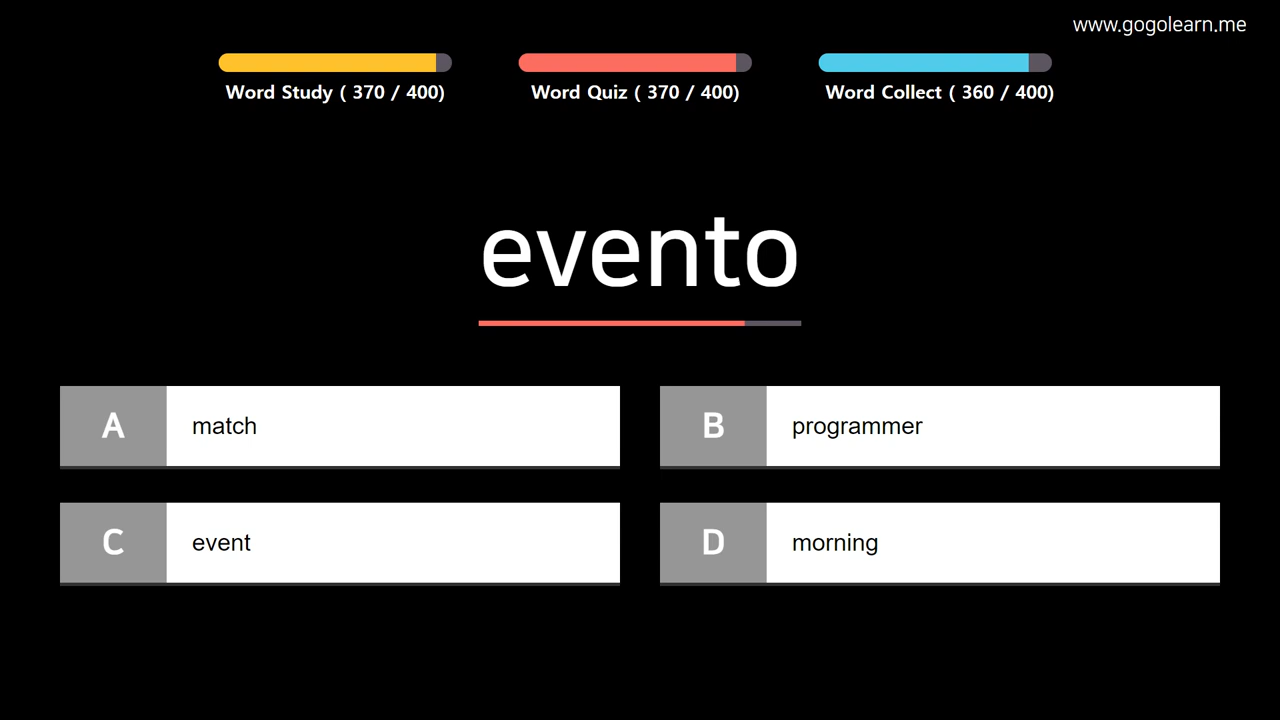 www.gogolearn.me
Word Study ( 370 / 400)
Word Quiz ( 370 / 400)
Word Collect ( 360 / 400)
evento
A match
B programmer
C event
D morning